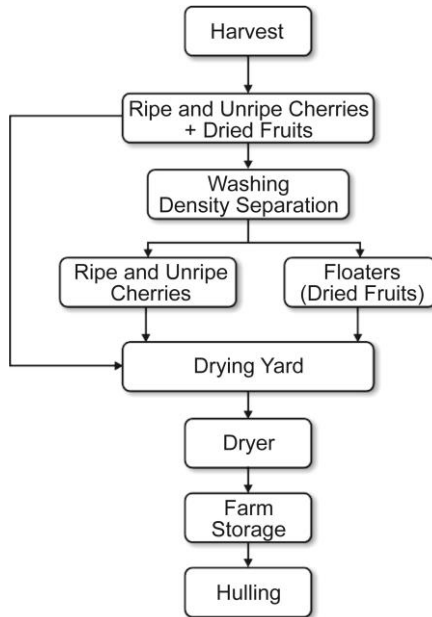 Harvest
Ripe and Unripe Cherries
+ Dried Fruits
Washing
Density Separation
Ripe and Unripe
Cherries
Floaters
(Dried Fruits)
Drying Yard
Dryer
Farm
Storage
Hulling